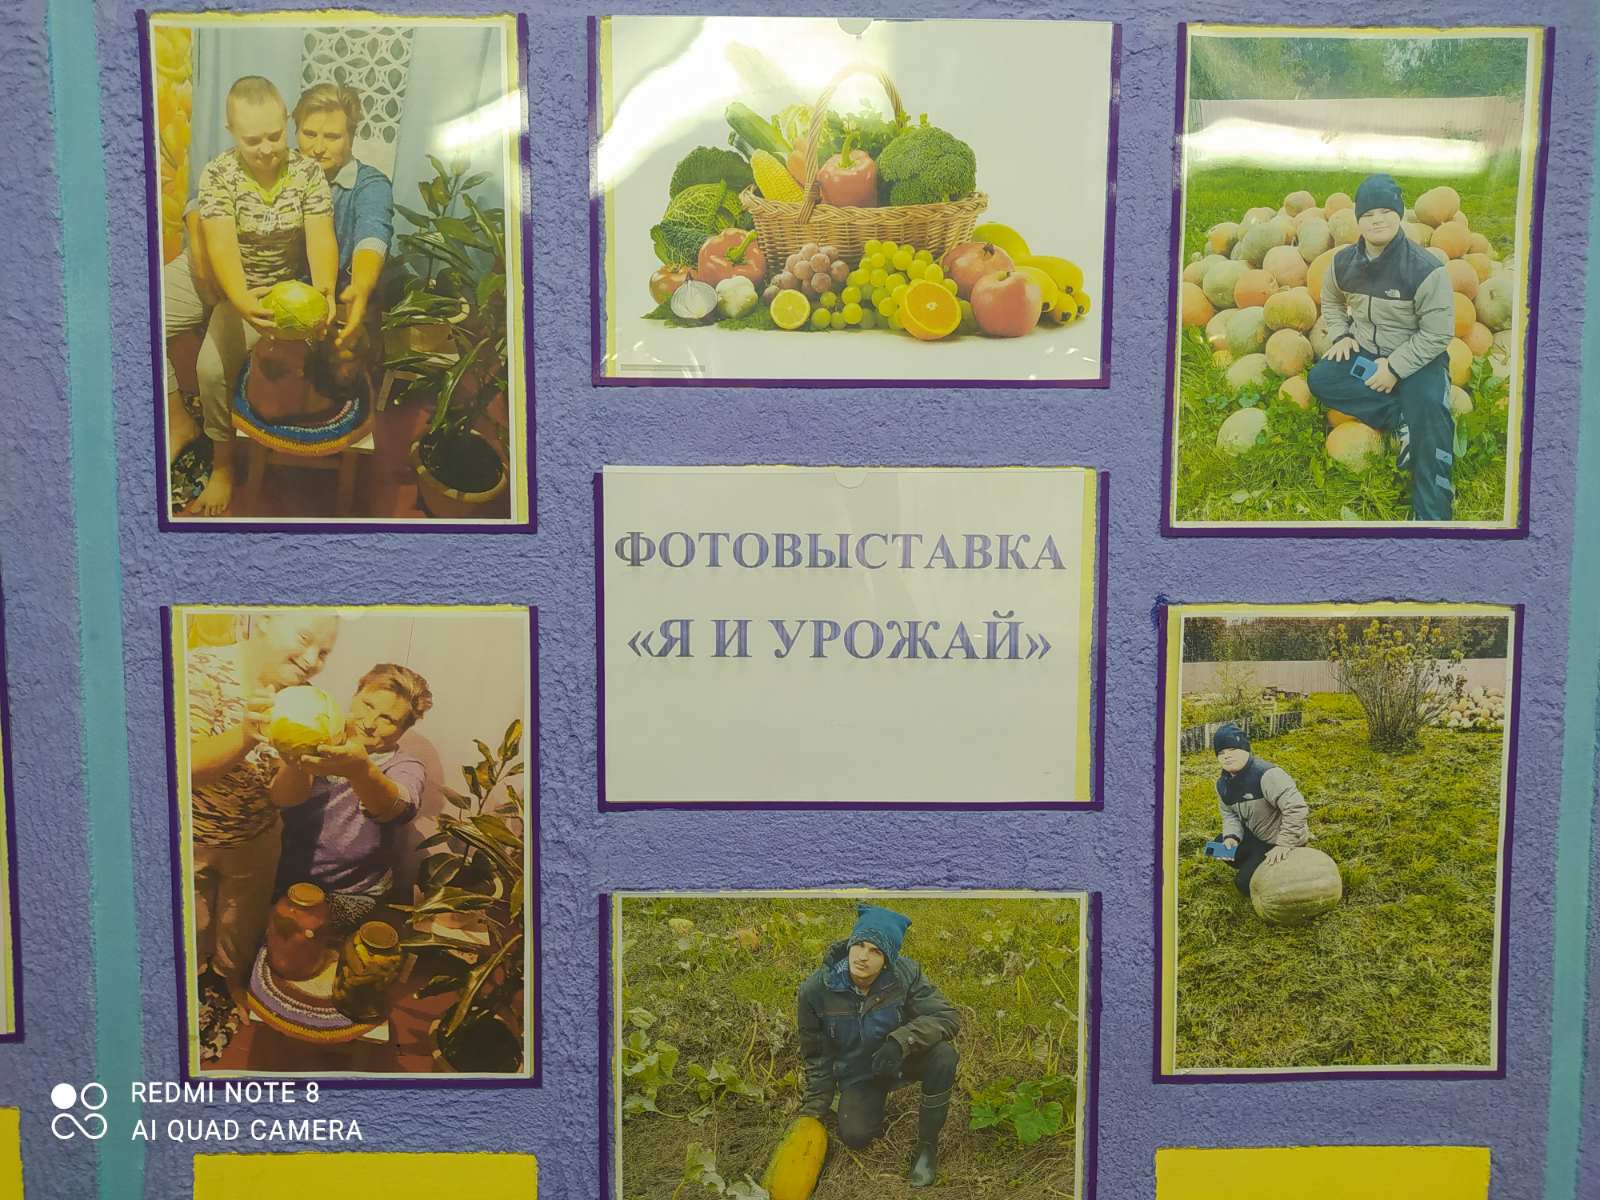 ФОТОВЫСТАВКА
«Я И УРОЖАЙ»
REDMI NOTE 8
AI QUAD CAMERA